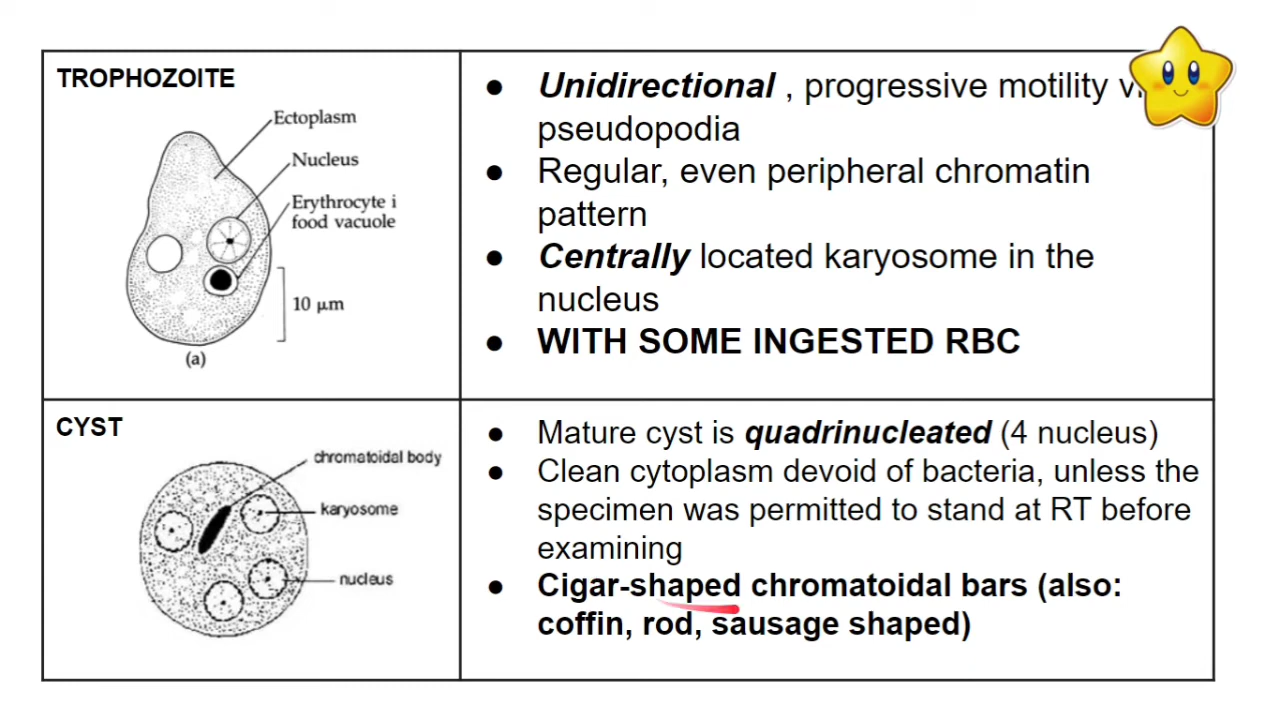 TROPHOZOITE
Ectoplasm
Nucleus
Erythrocyte i
food vacuole
10 μm
(a)
● Unidirectional , progressive motility
pseudopodia
● Regular, even peripheral chromatin
pattern
● Centrally located karyosome in the
nucleus
● WITH SOME INGESTED RBC
CYST
chromatoidal body
karyosome
nucleus
● Mature cyst is quadrinucleated (4 nucleus)
● Clean cytoplasm devoid of bacteria, unless the
specimen was permitted to stand at RT before
examining
● Cigar-shaped chromatoidal bars (also:
coffin, rod, sausage shaped)